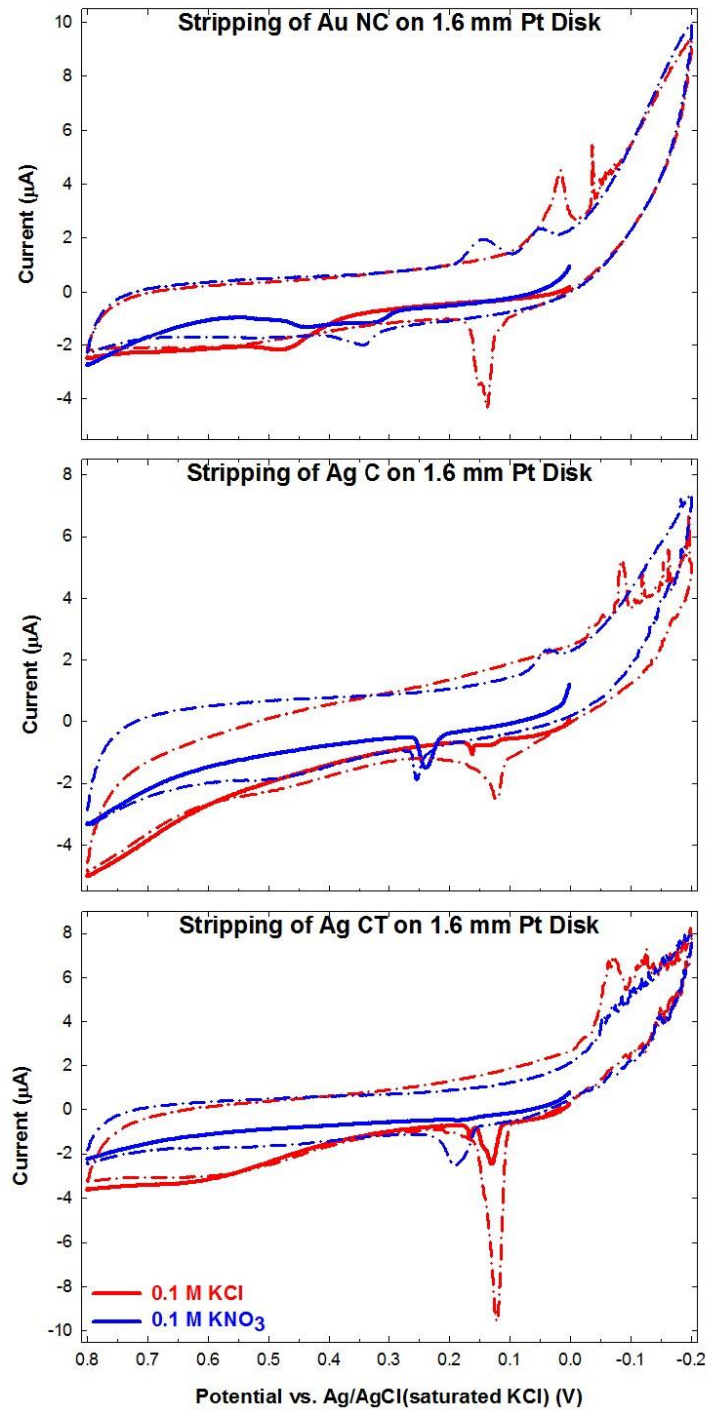 Stripping of Au NC on 1.6 mm Pt Disk
10
8
6
4
2
0
-2
-4
Current (µA)
Stripping of Ag C on 1.6 mm Pt Disk
8
6
4
2
0
-2
-4
Current (µA)
Stripping of Ag CT on 1.6 mm Pt Disk
8
6
4
2
0
-2
-4
-6
-8
-10
Current (µA)
0.1 M KCl
0.1 M KNO3
0.8 0.7 0.6 0.5 0.4 0.3 0.2 0.1 0.0 -0.1 -0.2
Potential vs. Ag/AgCl(saturated KCl) (V)